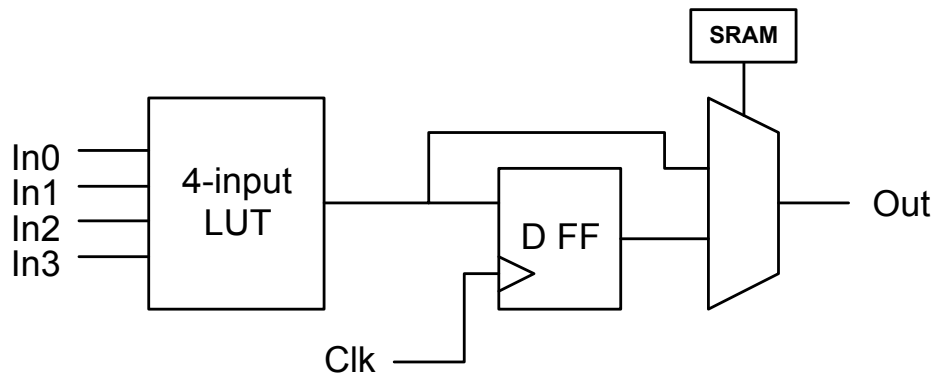 SRAM
In0
In1
In2
In3
4-input
LUT
D FF
Out
Clk